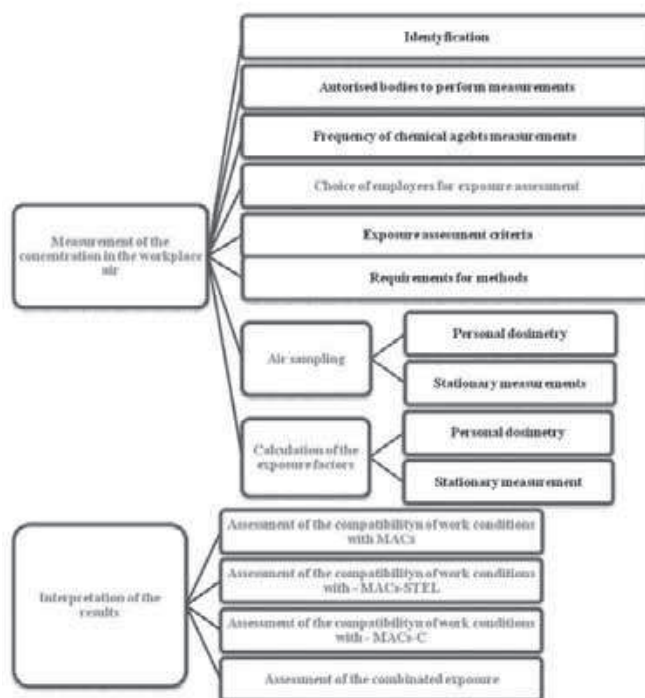 Identyfication
Autorised bodies to perform measurements
Frequency of chemical agebts measurements
Choice of employees for exposure assessment
Measurement of the
concentration in the workplace
air
Exposure assessment criteria
Requirements for methods
Air sampling
Personal dosimetry
Stationary measurements
Calculation of the
exposure factors
Personal dosimetry
Stationary measurement
Interpretation of the
results
Assessment of the compatibilityn of work conditions
with MACs
Assessment of the compatibilityn of work conditions
with - MACs-STEL
Assessment of the compatibilityn of work conditions
with - MACs-C
Assessment of the combinated exposure